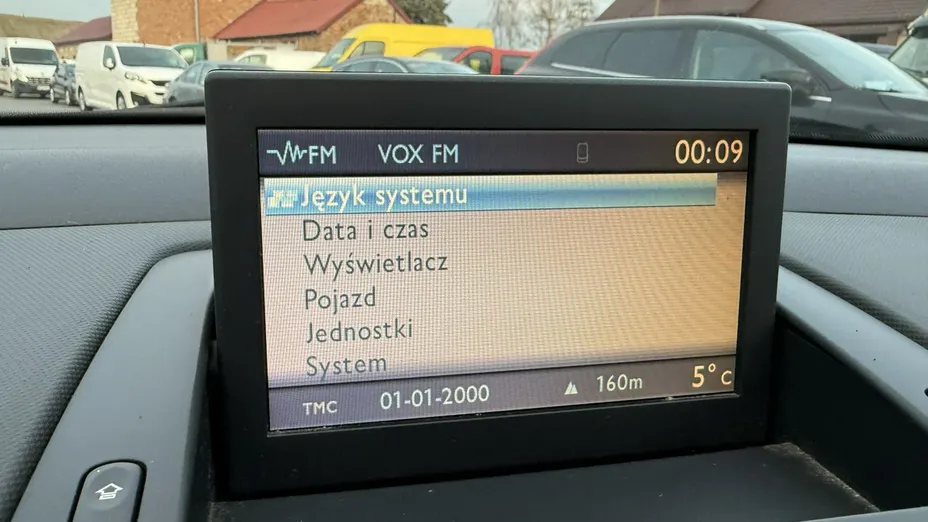 FM VOX FM 00:09
Język systemu
Data i czas
Wyświetlacz
Pojazd
Jednostki
System
TMC 01-01-2000 160m 5°C